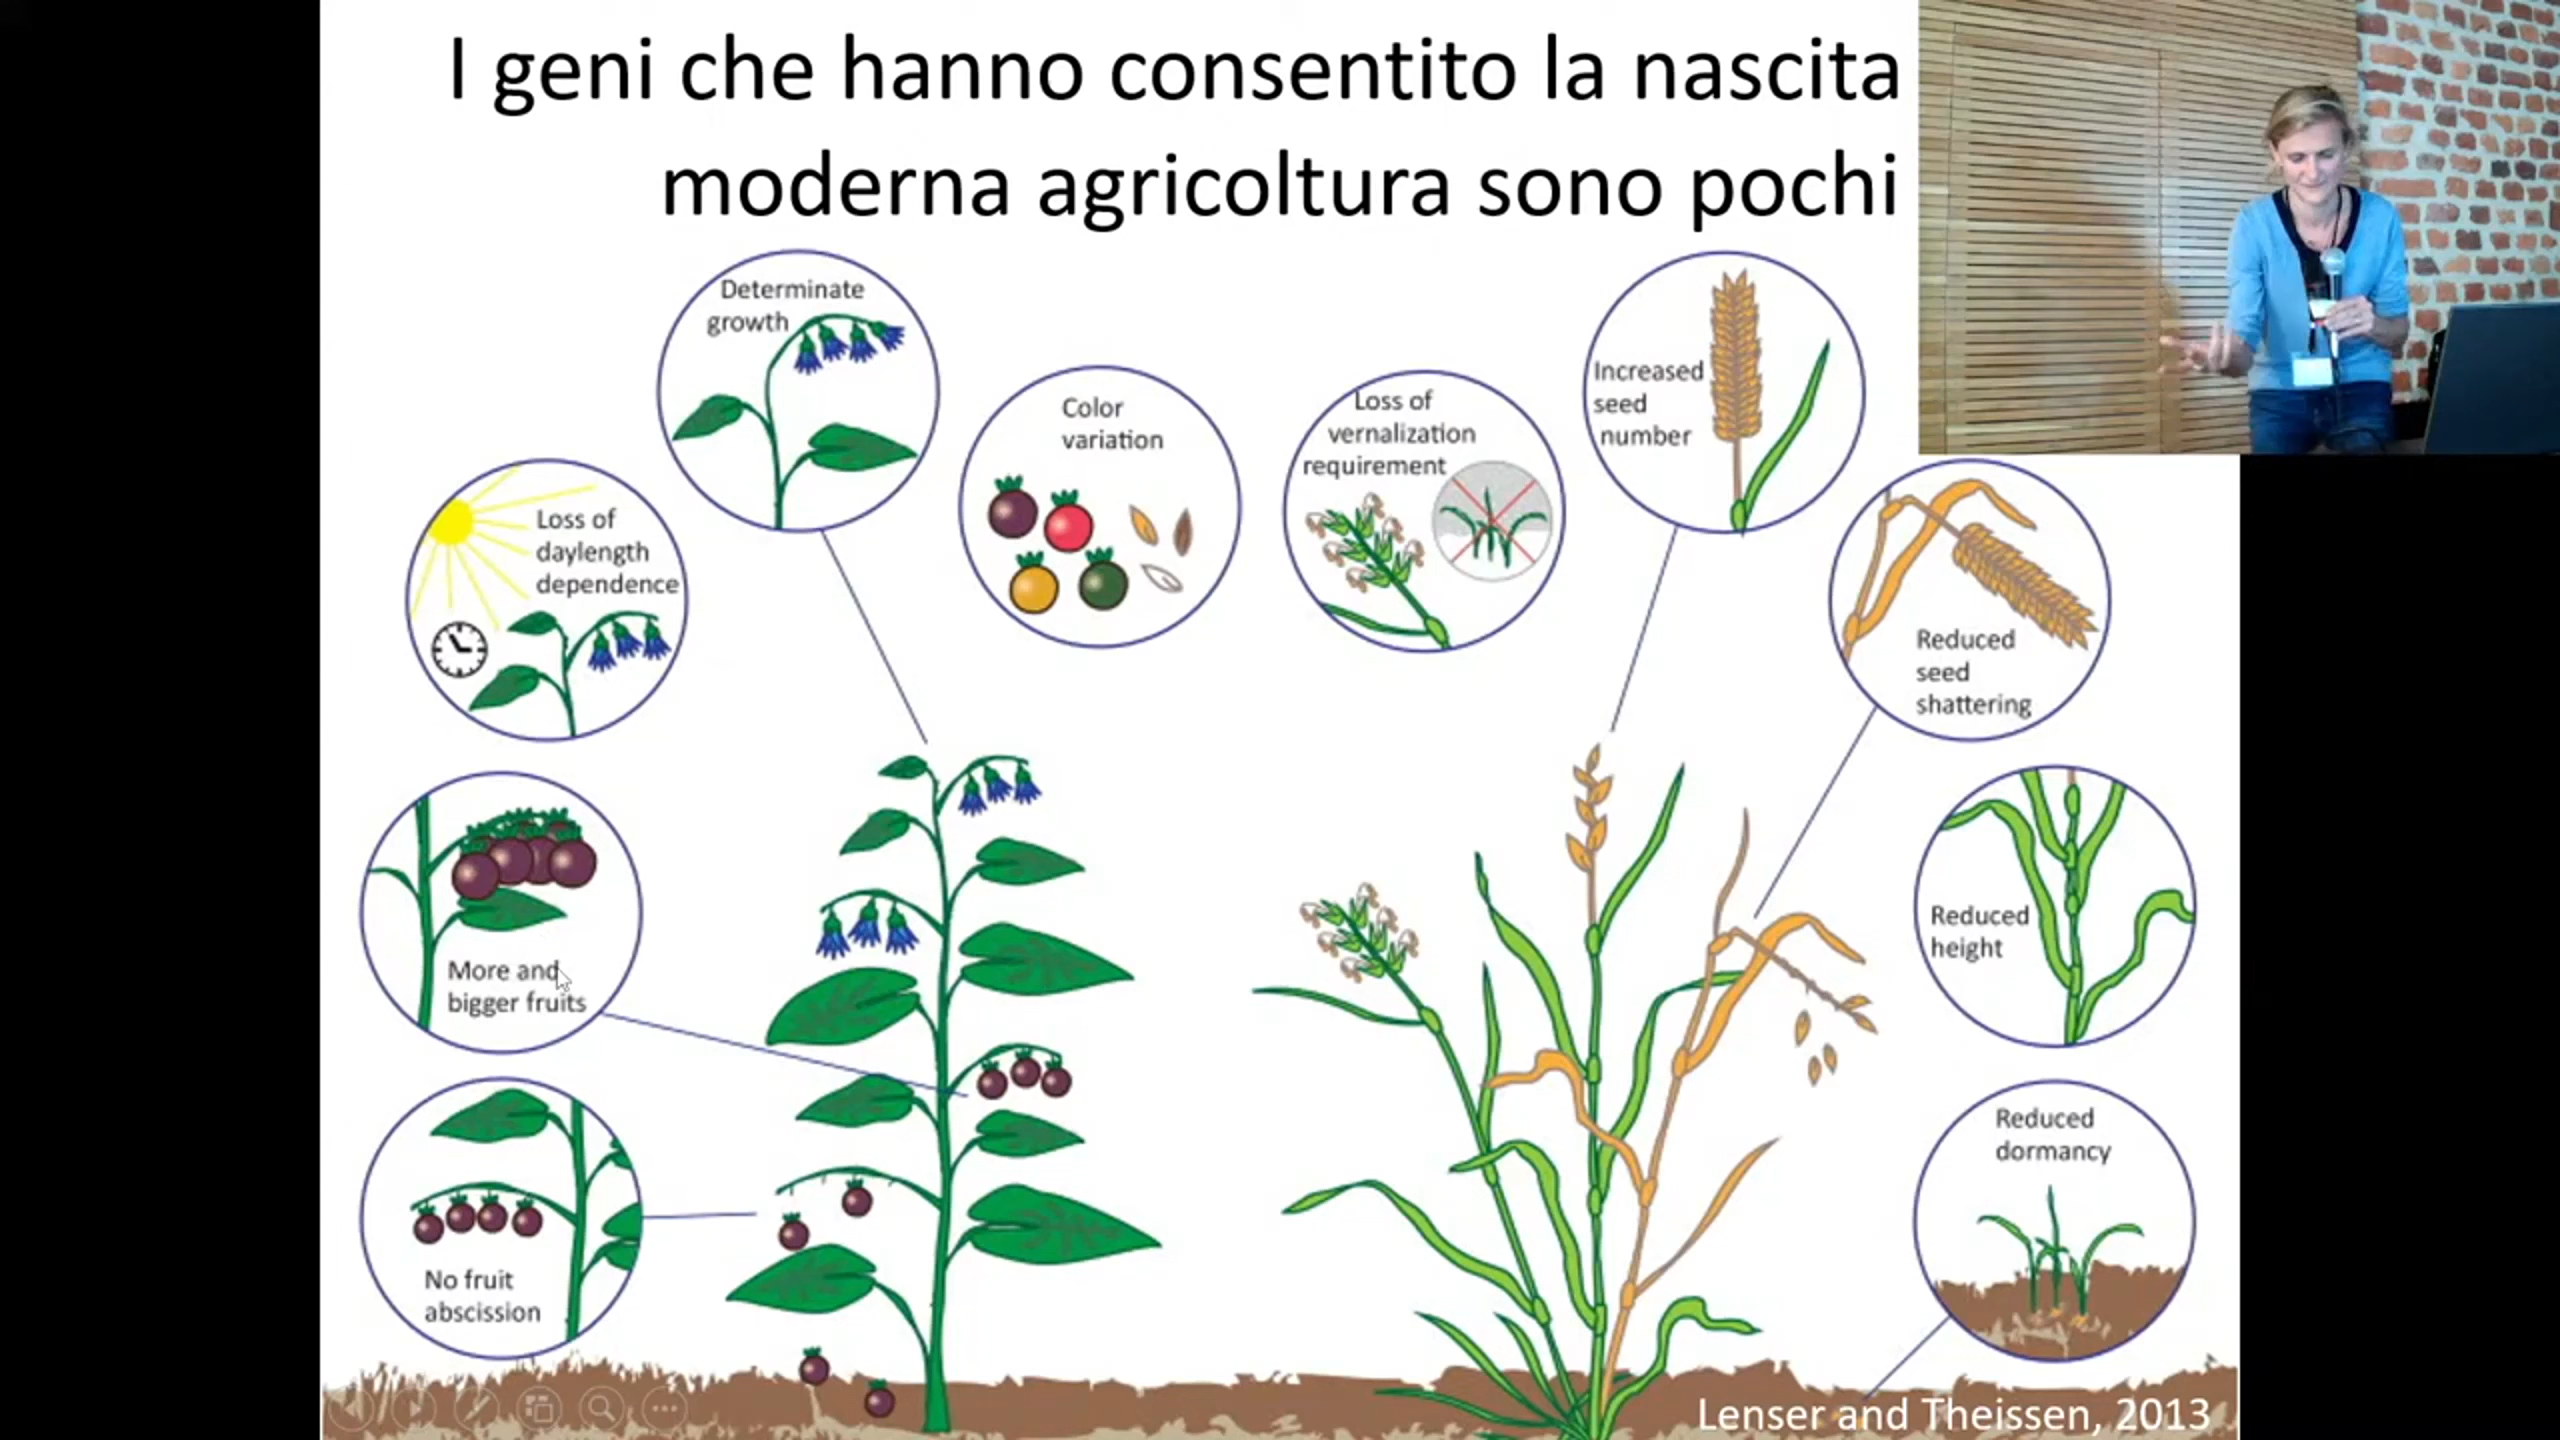 I geni che hanno consentito la nascita
moderna agricoltura sono pochi
Determinate
growth
Color
variation
Loss of
vernalization
requirement
Increased
seed
number
Loss of
daylength
dependence
Reduced
seed
shattering
More and
bigger fruits
Reduced
height
No fruit
abscission
Reduced
dormancy
Lenser and Theissen, 2013